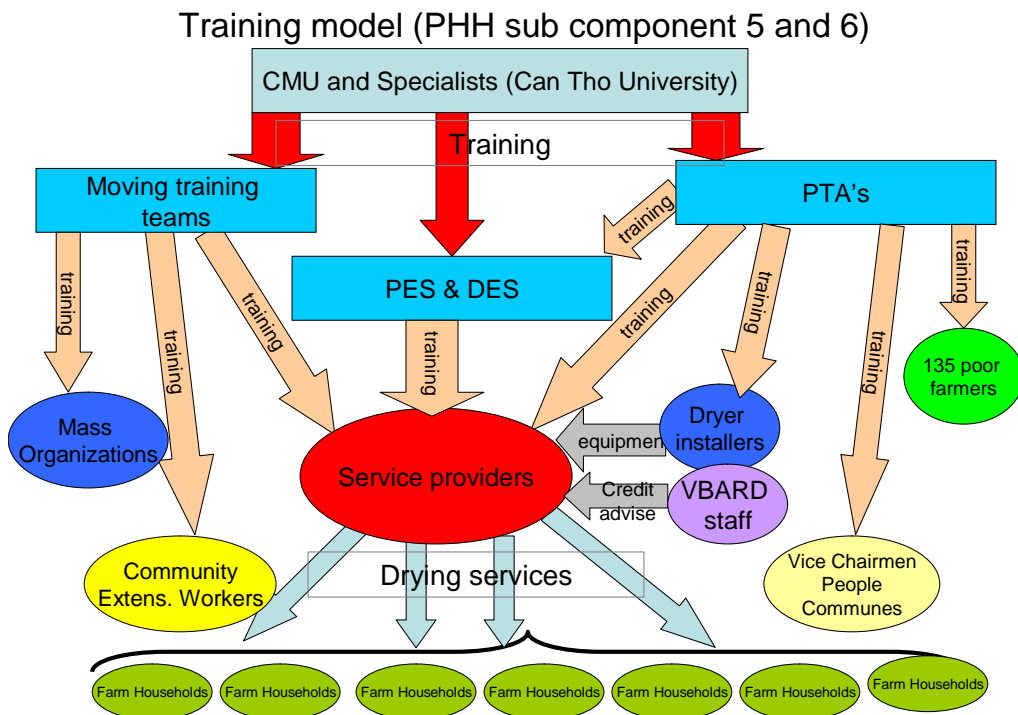 Training model (PHH sub component 5 and 6)
CMU and Specialists (Can Tho University)
Training
Moving training
teams
PTA's
training
PES & DES
training
training
training
training
training
training
training
training
135 poor
farmers
Mass
Organizations
Dryer
installers
equipmen
Service providers
VBARD
staff
Credit
advise
Community
Extens. Workers
Drying services
Vice Chairmen
People
Communes
Farm Households
Farm Households
Farm Households
Farm Households
Farm Households
Farm Households
Farm Households